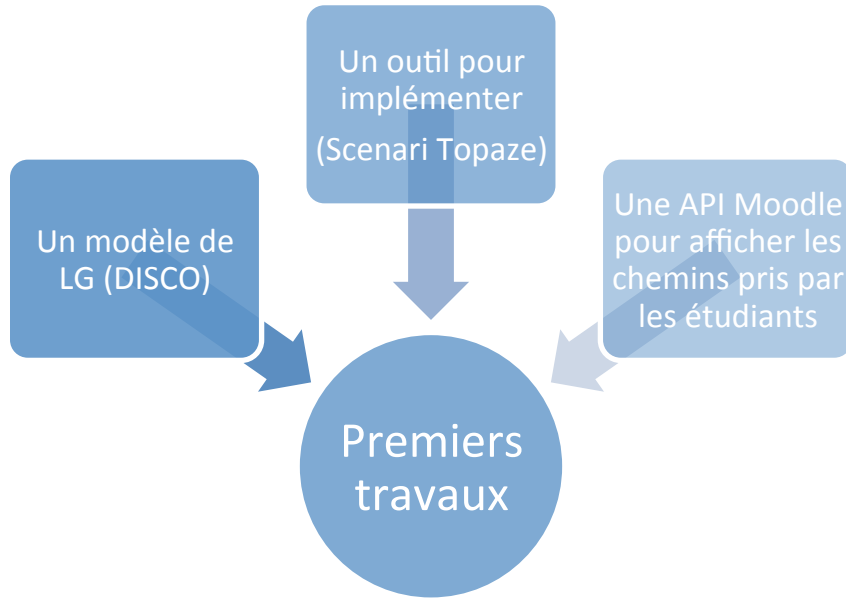 Un outil pour
implémenter
(Scenari Topaze)
Un modèle de
LG (DISCO)
Une API Moodle
pour afficher les
chemins pris par
les étudiants
Premiers
travaux